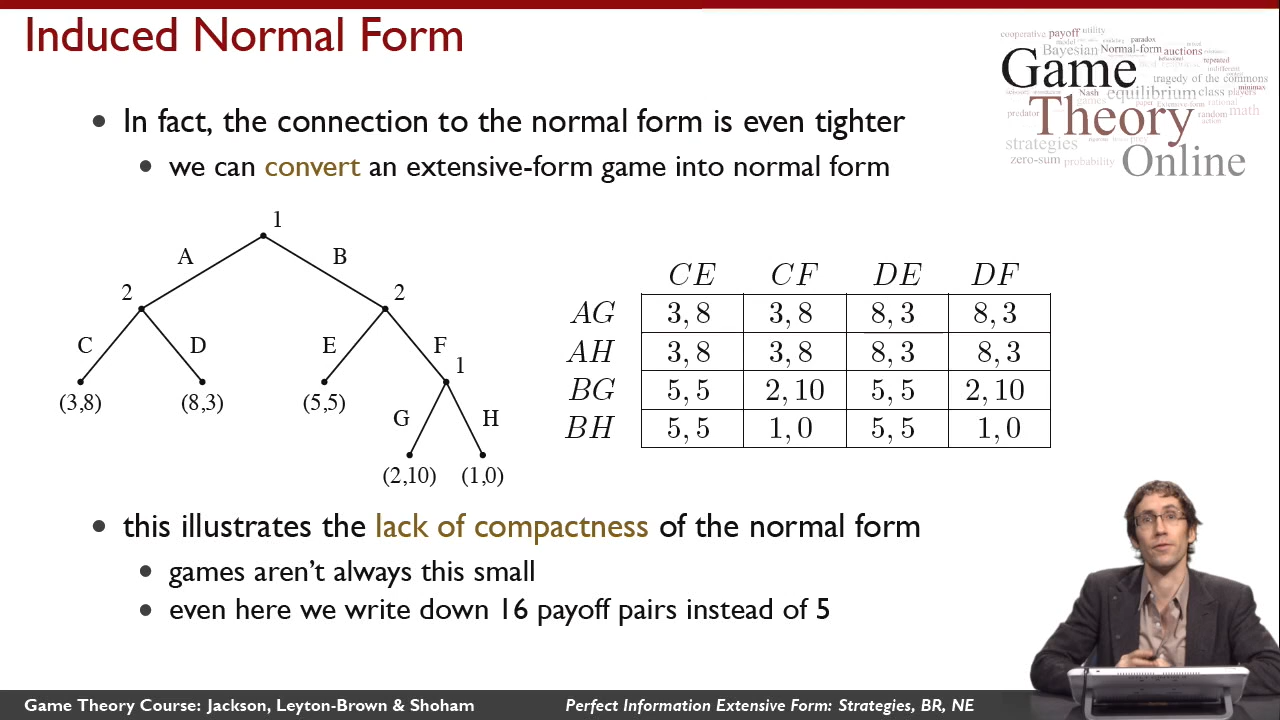 Induced Normal Form
cooperative payoff utility
Bayesian Normal-form auctions
paradox
repeated
Game
tragedy of the commons
Nash equilibrium class players
minimax
games
Theory
predator
rational
random math
strategies
zero-sum probability
Online
• In fact, the connection to the normal form is even tighter
• we can convert an extensive-form game into normal form
1
A B
2 2
C D E F
1
(3,8) (8,3) (5,5)
G H
(2,10) (1,0)
CE CF DE DF
AG 3, 8 3, 8 8, 3 8, 3
AH 3, 8 3, 8 8, 3 8, 3
BG 5, 5 2, 10 5, 5 2, 10
BH 5, 5 1, 0 5, 5 1, 0
• this illustrates the lack of compactness of the normal form
• games aren't always this small
• even here we write down 16 payoff pairs instead of 5
Game Theory Course: Jackson, Leyton-Brown & Shoham
Perfect Information Extensive Form: Strategies, BR, NE